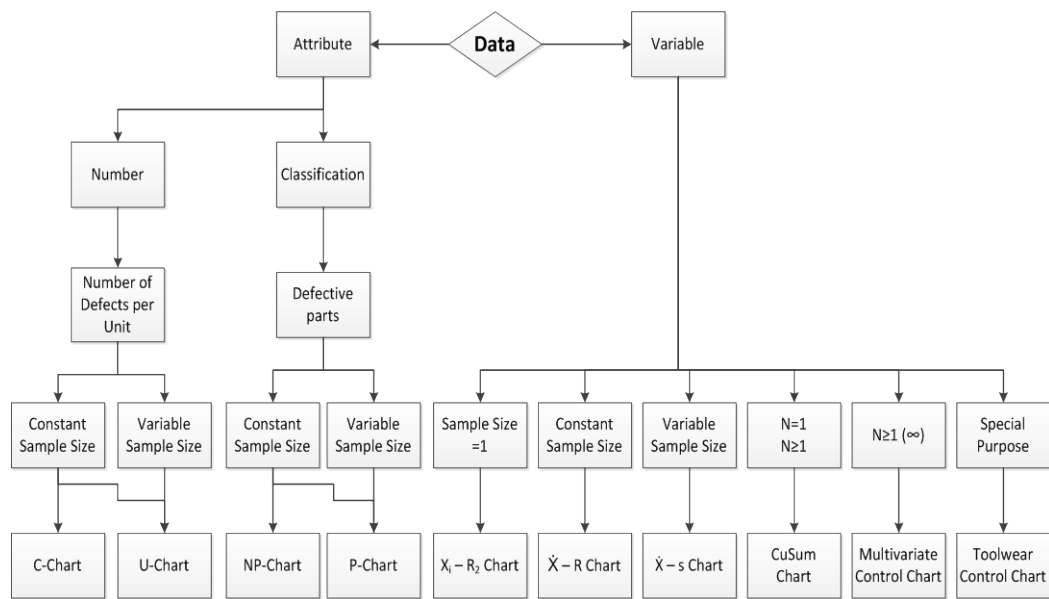 Attribute
Data
Variable
Number
Classification
Number of
Defects per
Unit
Defective
parts
Constant
Sample Size
Variable
Sample Size
Constant
Sample Size
Variable
Sample Size
Sample Size
=1
Constant
Sample Size
Variable
Sample Size
N=1
N≥1
N≥1 (∞)
Special
Purpose
C-Chart
U-Chart
NP-Chart
P-Chart
Xᵢ – R₂ Chart
Ẋ – R Chart
Ẋ – s Chart
CuSum
Chart
Multivariate
Control Chart
Toolwear
Control Chart